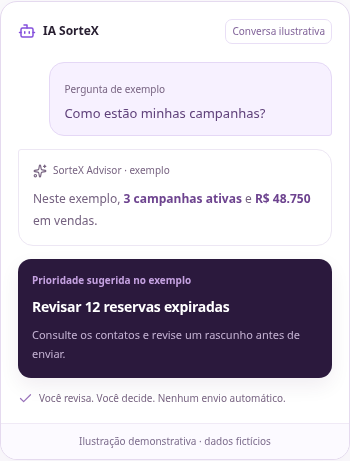 IA SorteX
Conversa ilustrativa
Pergunta de exemplo
Como estão minhas campanhas?
SorteX Advisor · exemplo
Neste exemplo, 3 campanhas ativas e R$ 48.750
em vendas.
Prioridade sugerida no exemplo
Revisar 12 reservas expiradas
Consulte os contatos e revise um rascunho antes de
enviar.
Você revisa. Você decide. Nenhum envio automático.
Ilustração demonstrativa · dados fictícios